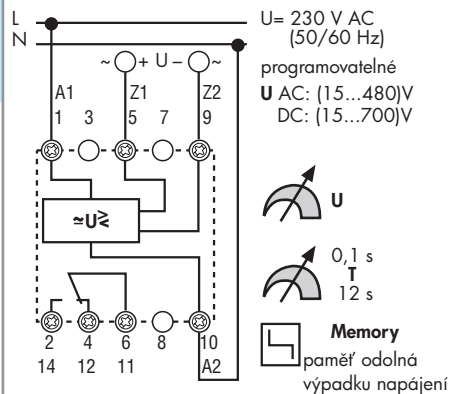 L
N
U= 230 V AC
(50/60 Hz)
~ + U − ~
programovatelné
U AC: (15...480)V
DC: (15...700)V
A1 Z1 Z2
1 3 5 7 9
≃U≷
U
0,1 s
T
12 s
2 4 6 8 10
14 12 11 A2
Memory
paměť odolná
výpadku napájení